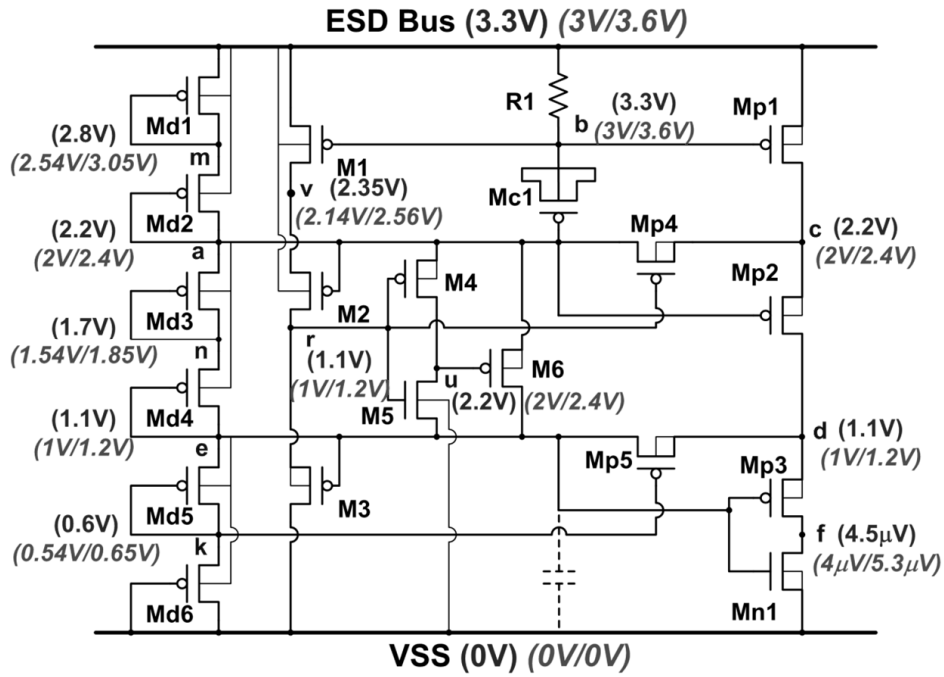 ESD Bus (3.3V) (3V/3.6V)
R1
(3.3V)
b
(3V/3.6V)
Mp1
Md1
(2.8V)
m
(2.54V/3.05V)
M1
v
(2.35V)
(2.14V/2.56V)
Mc1
Md2
(2.2V)
a
(2V/2.4V)
Mp4
c (2.2V)
(2V/2.4V)
Mp2
M4
Md3
(1.7V)
n
(1.54V/1.85V)
M2
r
(1.1V)
(1V/1.2V)
M6
u
(2.2V) (2V/2.4V)
M5
Md4
(1.1V)
e
(1V/1.2V)
d (1.1V)
(1V/1.2V)
Mp5
Mp3
M3
Md5
(0.6V)
k
(0.54V/0.65V)
f (4.5μV)
(4μV/5.3μV)
Md6
Mn1
VSS (0V) (0V/0V)